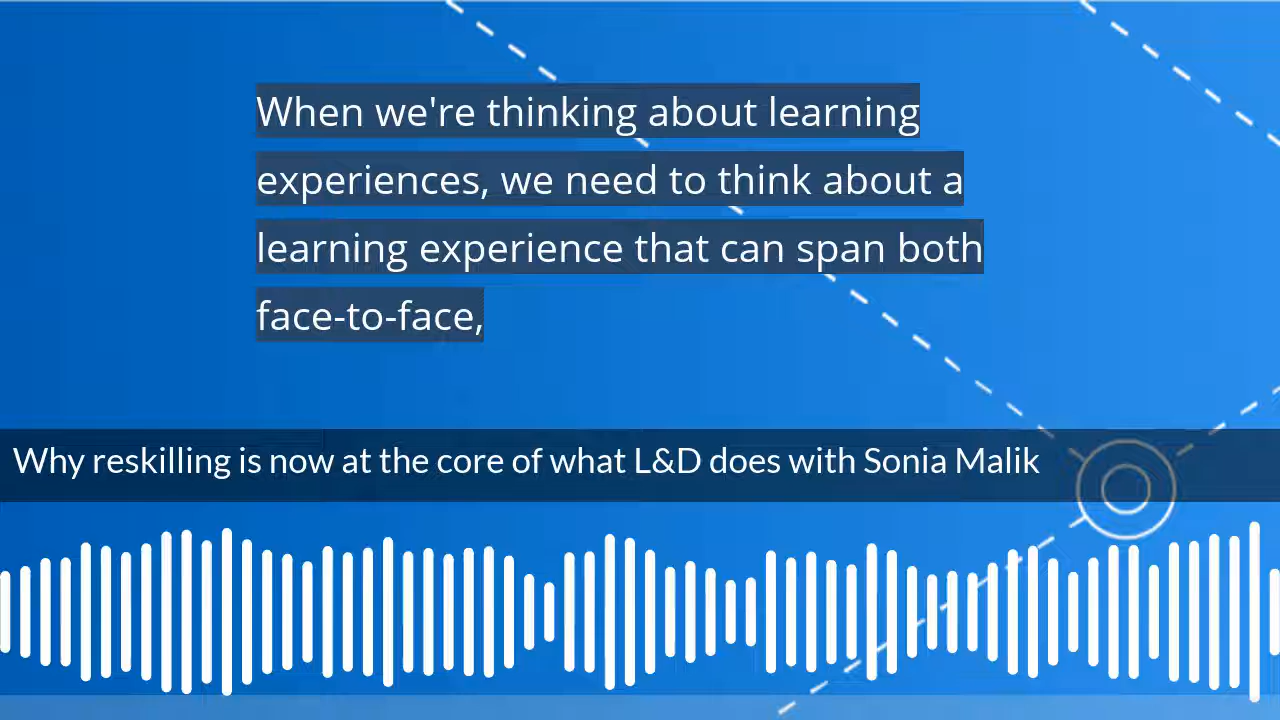 When we're thinking about learning
experiences, we need to think about a
learning experience that can span both
face-to-face,
Why reskilling is now at the core of what L&D does with Sonia Malik